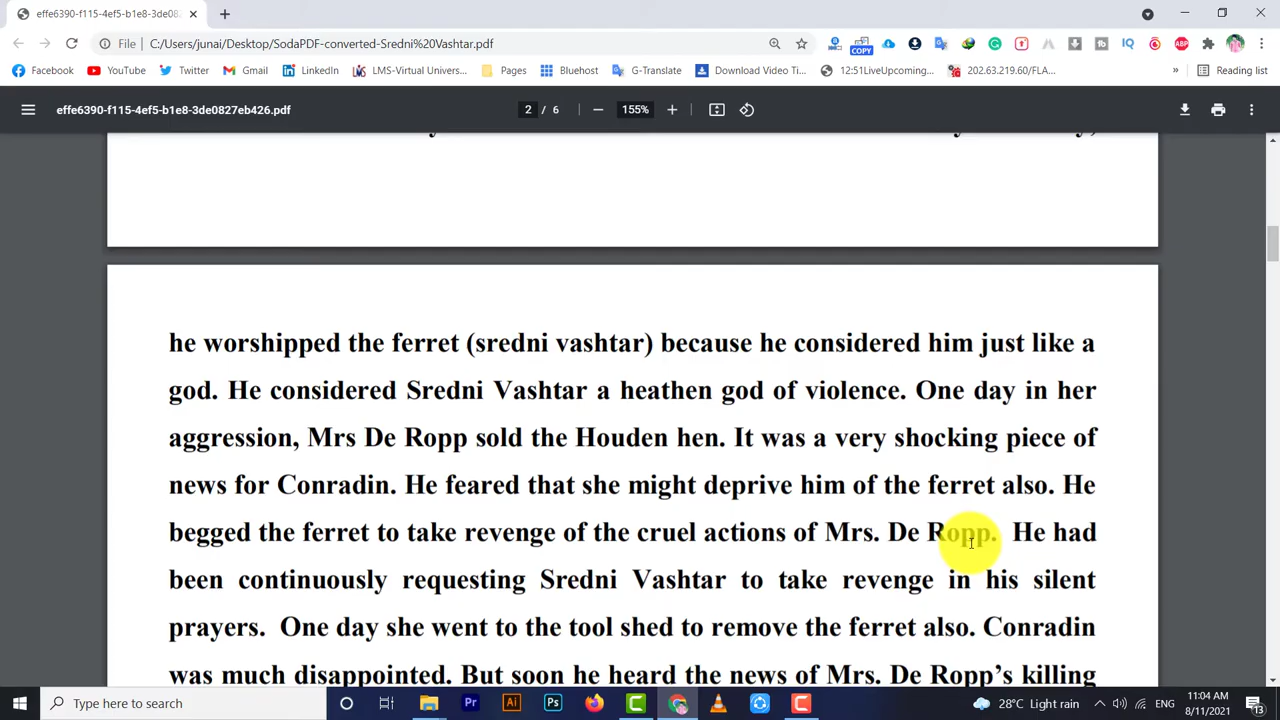 effe6390-f115-4ef5-b1e8-3de082
File C:/Users/junai/Desktop/SodaPDF-converted-Sredni%20Vashtar.pdf
COPY
ABP
Facebook YouTube Twitter Gmail LinkedIn LMS-Virtual Univers... Pages Bluehost G-Translate Download Video Ti... 12:51LiveUpcoming... 202.63.219.60/FLA... » Reading list
effe6390-f115-4ef5-b1e8-3de0827eb426.pdf 2 / 6 155%
he worshipped the ferret (sredni vashtar) because he considered him just like a
god. He considered Sredni Vashtar a heathen god of violence. One day in her
aggression, Mrs De Ropp sold the Houden hen. It was a very shocking piece of
news for Conradin. He feared that she might deprive him of the ferret also. He
begged the ferret to take revenge of the cruel actions of Mrs. De Ropp. He had
been continuously requesting Sredni Vashtar to take revenge in his silent
prayers. One day she went to the tool shed to remove the ferret also. Conradin
was much disappointed. But soon he heard the news of Mrs. De Ropp's killing
Type here to search
Pr
Ai
Ps
28°C Light rain
ENG
11:04 AM
8/11/2021
13